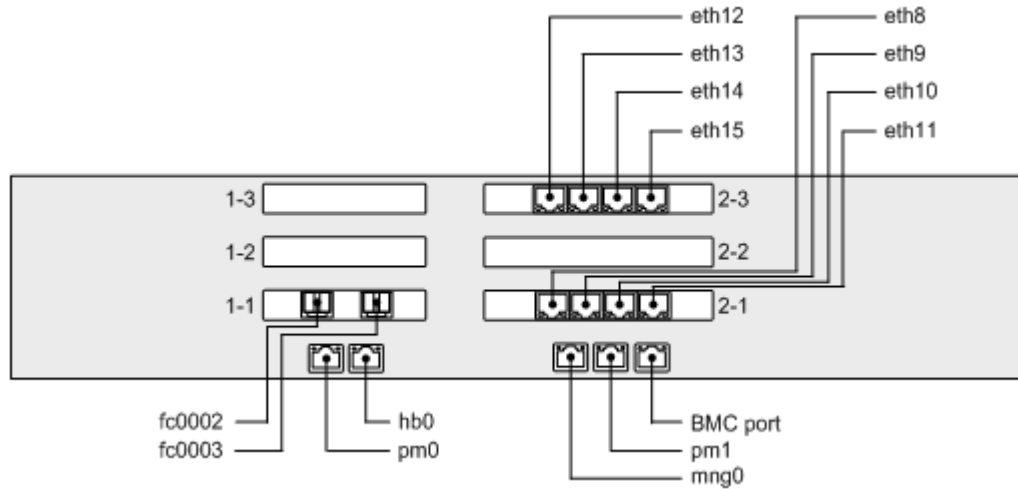 eth12 eth8
eth13 eth9
eth14 eth10
eth15 eth11
1-3 2-3
1-2 2-2
1-1 2-1
fc0002 hb0 BMC port
fc0003 pm0 pm1
mng0